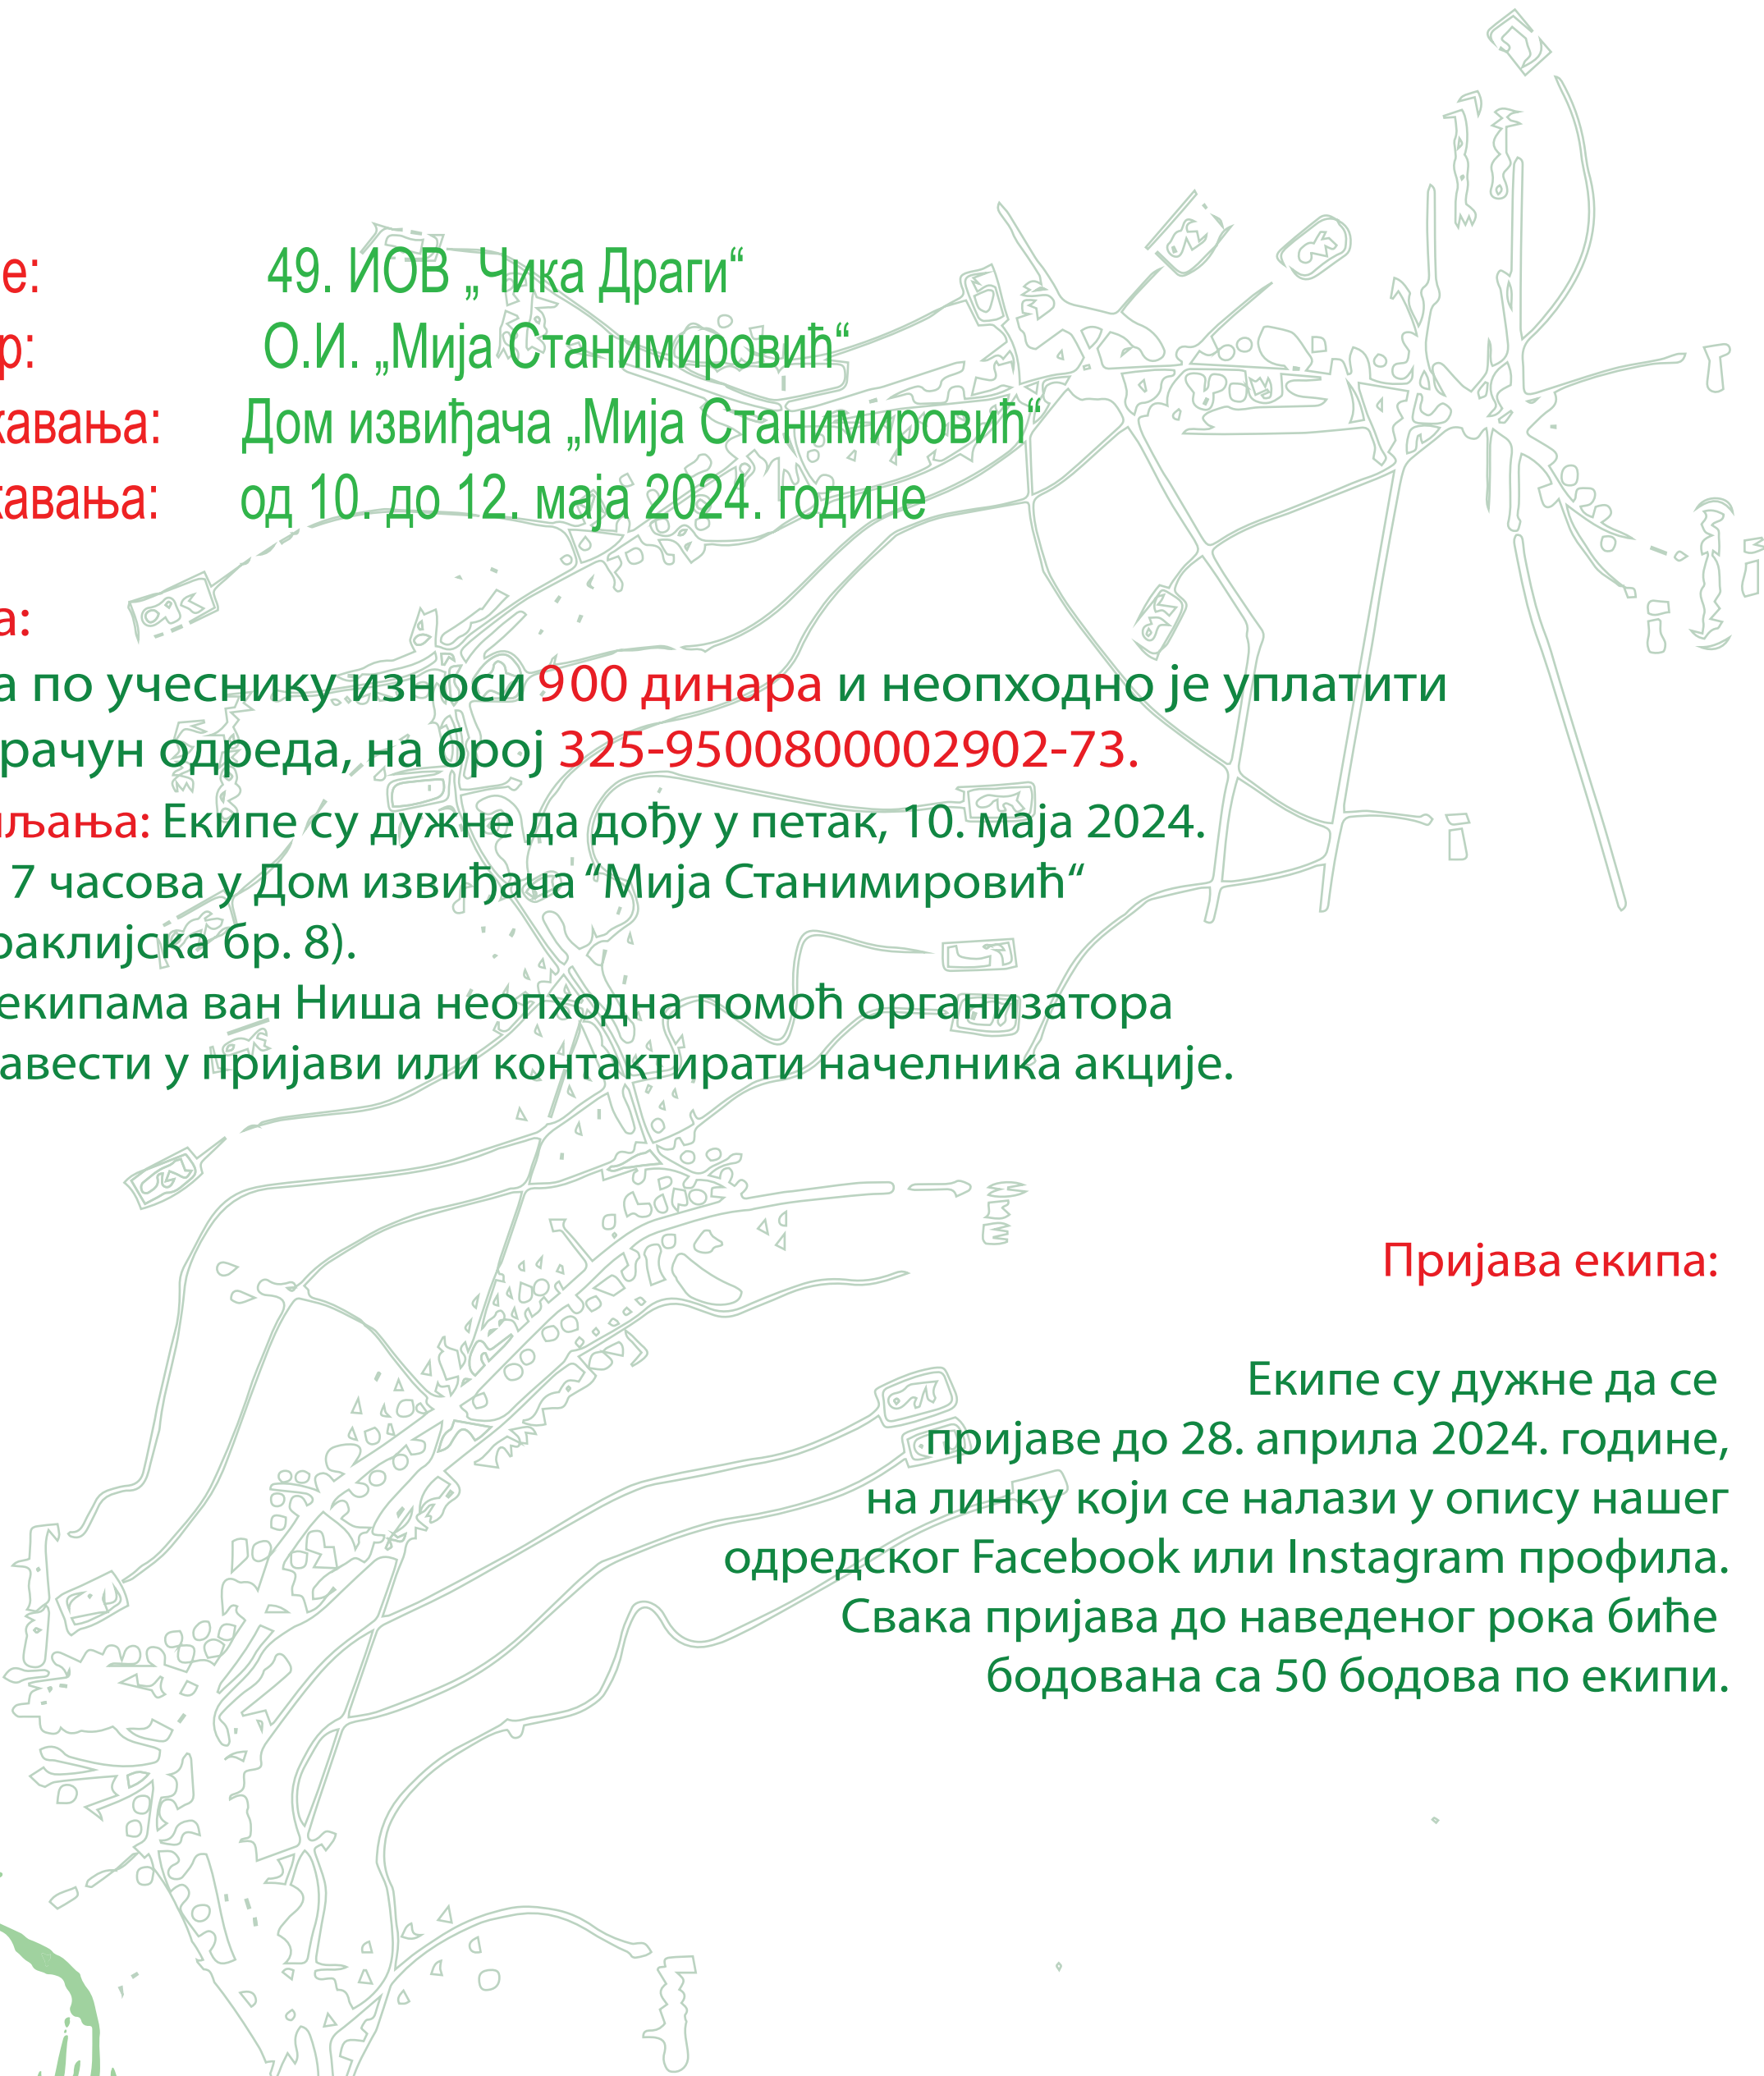 е: 49. ИОВ „Чика Драги“
р: О.И. „Мија Станимировић“
кавања: Дом извиђача „Мија Станимировић“
кавања: од 10. до 12. маја 2024. године
а:
а по учеснику износи 900 динара и неопходно је уплатити
рачун одреда, на број 325-9500800002902-73.
љања: Екипе су дужне да дођу у петак, 10. маја 2024.
7 часова у Дом извиђача “Мија Станимировић“
раклијска бр. 8).
екипама ван Ниша неопходна помоћ организатора
авести у пријави или контактирати начелника акције.
Пријава екипа:
Екипе су дужне да се
пријаве до 28. априла 2024. године,
на линку који се налази у опису нашег
одредског Facebook или Instagram профила.
Свака пријава до наведеног рока биће
бодована са 50 бодова по екипи.